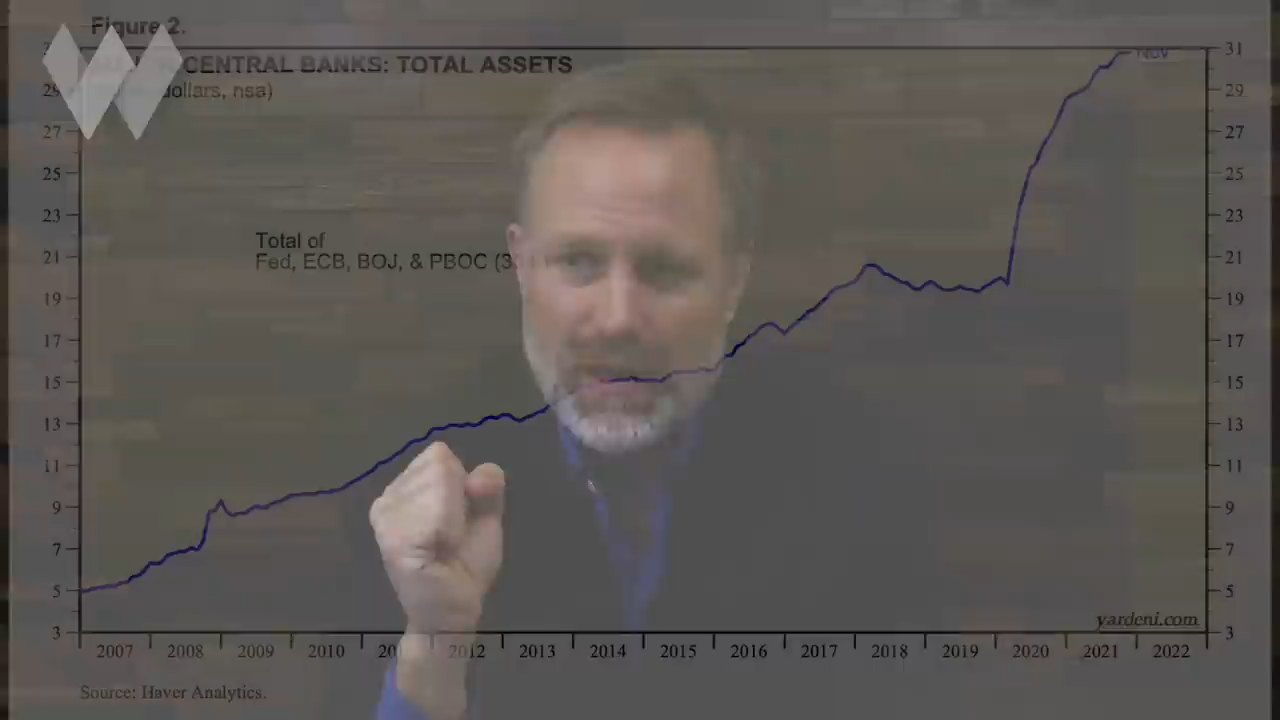 Figure 2.
CENTRAL BANKS: TOTAL ASSETS
dollars, nsa)
Nov
31 31
29 29
27 27
25 25
23 23
Total of
Fed, ECB, BOJ, & PBOC
21 21
19 19
17 17
15 15
13 13
11 11
9 9
7 7
5 5
yardeni.com
3 3
2007 2008 2009 2010 2012 2013 2014 2015 2016 2017 2018 2019 2020 2021 2022
Source: Haver Analytics.